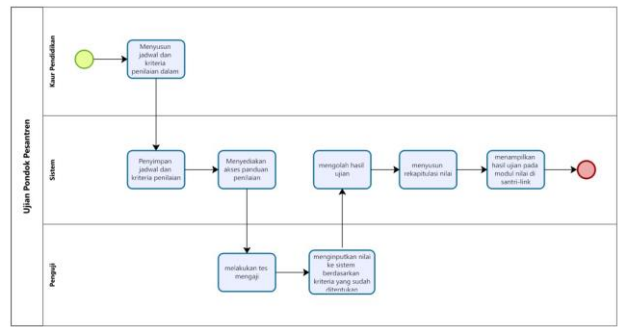 Ujian Pondok Pesantren
Kaur Pendidikan
Menyusun
jadwal dan
kriteria
penilaian dalam
Sistem
Penyimpan
jadwal dan
kriteria penilaian
Menyediakan
akses panduan
penilaian
mengolah hasil
ujian
menyusun
rekapitulasi nilai
menampilkan
hasil ujian pada
modul nilai di
santri-link
Penguji
melakukan tes
mengaji
menginputkan nilai
ke sistem
berdasarkan
kriteria yang sudah
ditentukan